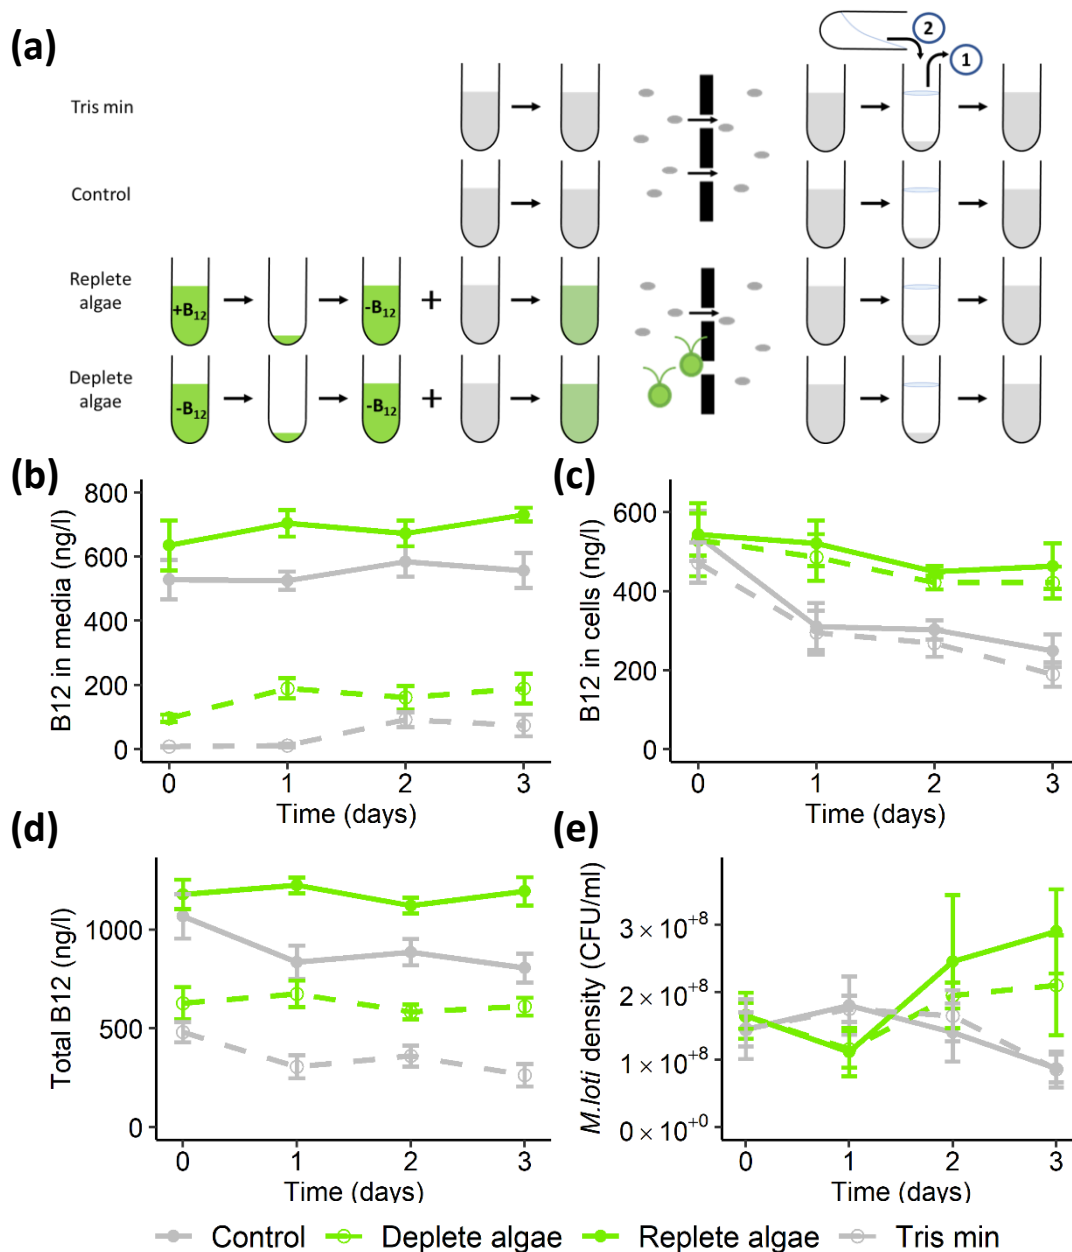 (a)
2
1
Tris min
Control
Replete
algae
+B₁₂
-B₁₂
+
Deplete
algae
-B₁₂
-B₁₂
+
(b)
(c)
B12 in media (ng/l)
800
600
400
200
0
0 1 2 3
Time (days)
B12 in cells (ng/l)
600
400
200
0
0 1 2 3
Time (days)
(d)
(e)
Total B12 (ng/l)
1000
500
0
0 1 2 3
Time (days)
M.loti density (CFU/ml)
3 × 10⁺⁸
2 × 10⁺⁸
1 × 10⁺⁸
0 × 10⁺⁰
0 1 2 3
Time (days)
Control Deplete algae Replete algae Tris min